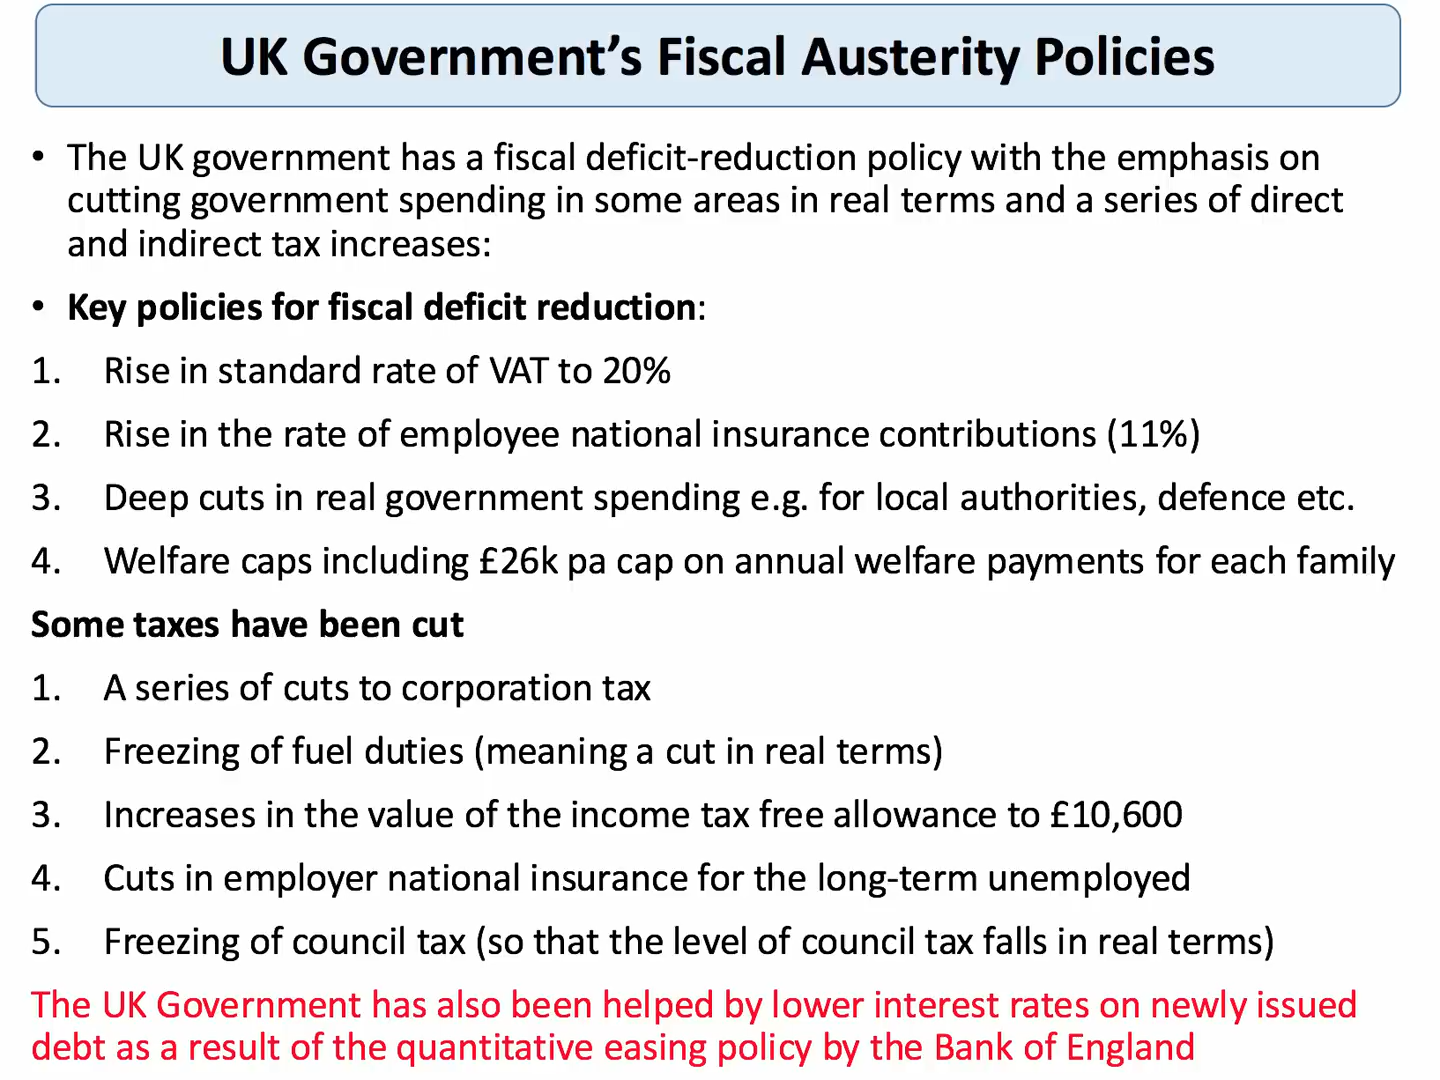 UK Government’s Fiscal Austerity Policies
• The UK government has a fiscal deficit-reduction policy with the emphasis on
cutting government spending in some areas in real terms and a series of direct
and indirect tax increases:
• Key policies for fiscal deficit reduction:
1. Rise in standard rate of VAT to 20%
2. Rise in the rate of employee national insurance contributions (11%)
3. Deep cuts in real government spending e.g. for local authorities, defence etc.
4. Welfare caps including £26k pa cap on annual welfare payments for each family
Some taxes have been cut
1. A series of cuts to corporation tax
2. Freezing of fuel duties (meaning a cut in real terms)
3. Increases in the value of the income tax free allowance to £10,600
4. Cuts in employer national insurance for the long-term unemployed
5. Freezing of council tax (so that the level of council tax falls in real terms)
The UK Government has also been helped by lower interest rates on newly issued
debt as a result of the quantitative easing policy by the Bank of England